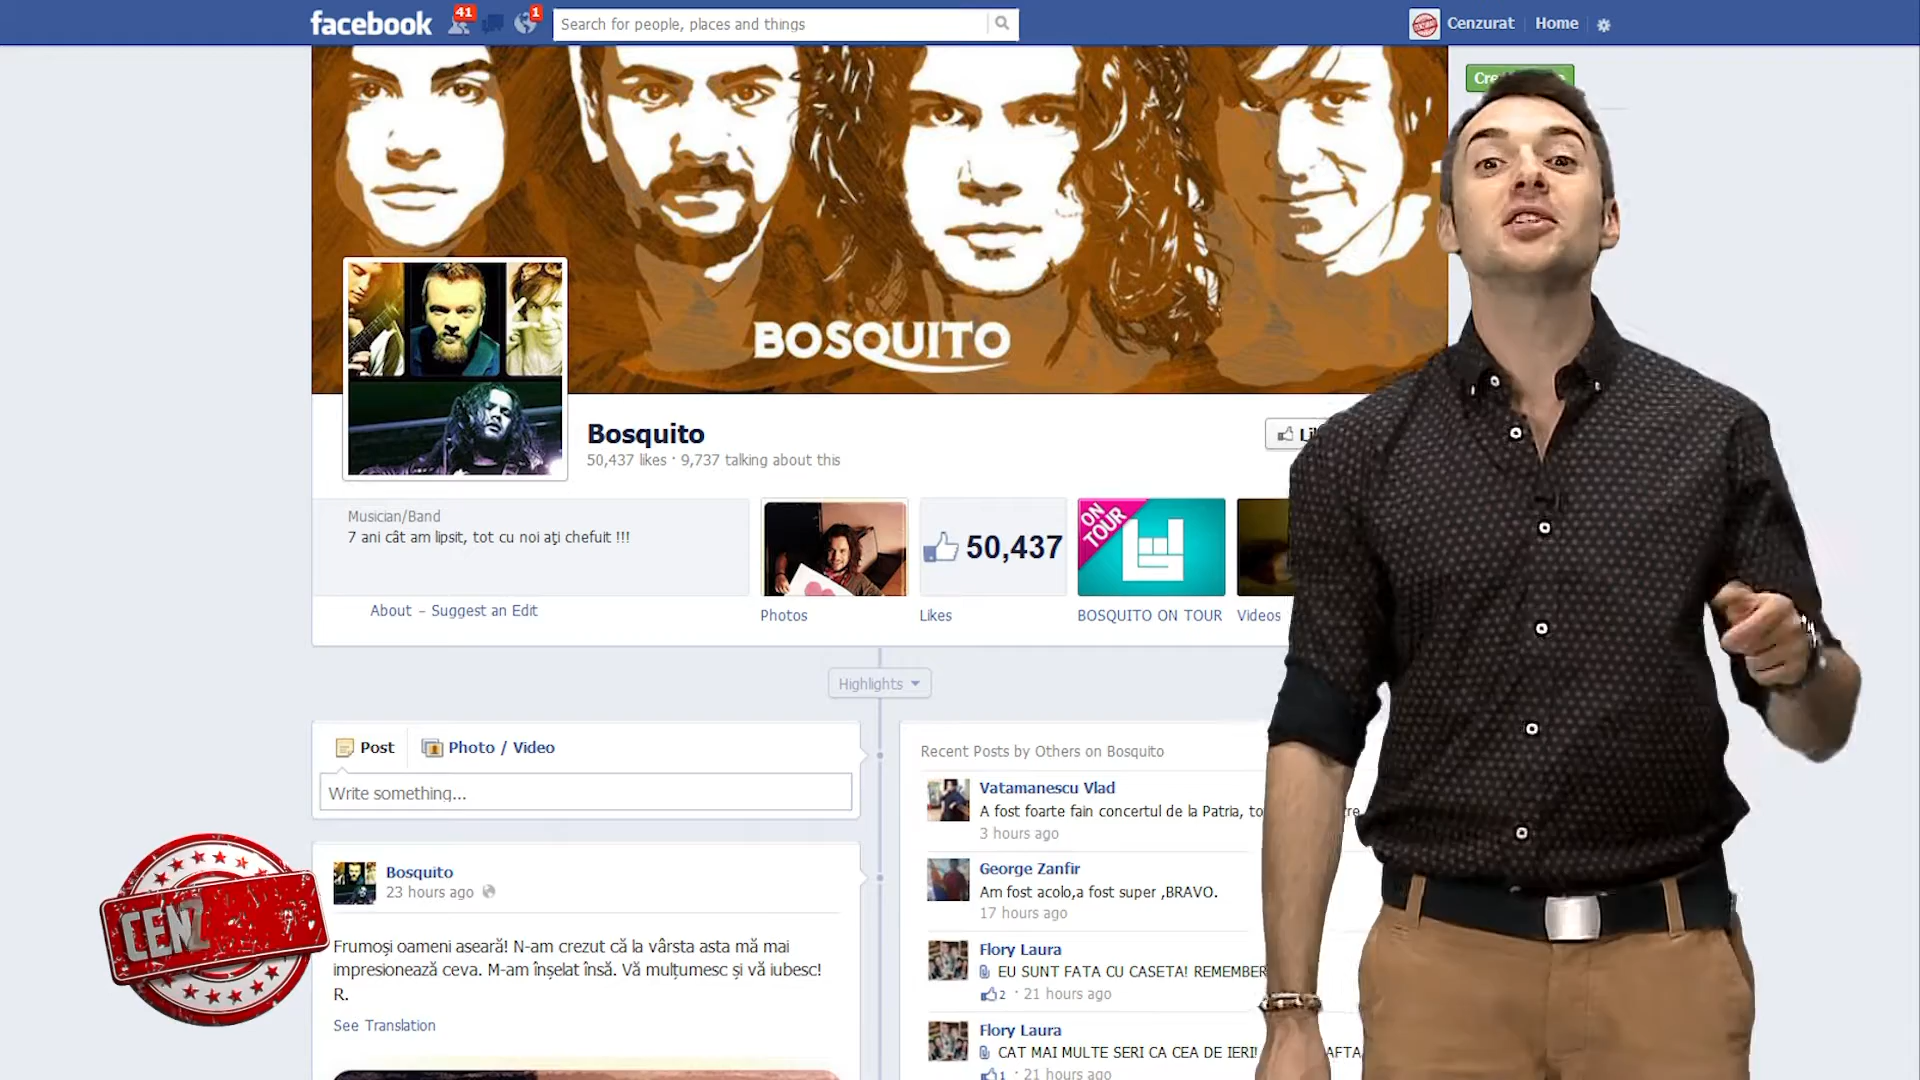 facebook
41
1
Search for people, places and things
Cenzurat
Home
BOSQUITO
Bosquito
50,437 likes · 9,737 talking about this
Musician/Band
7 ani cât am lipsit, tot cu noi aţi chefuit !!!
About – Suggest an Edit
ON TOUR
50,437
Photos
Likes
BOSQUITO ON TOUR
Videos
Highlights
Post
Photo / Video
Write something...
Bosquito
23 hours ago
Frumoși oameni aseară! N-am crezut că la vârsta asta mă mai
impresionează ceva. M-am înșelat însă. Vă mulțumesc și vă iubesc!
R.
See Translation
Recent Posts by Others on Bosquito
Vatamanescu Vlad
A fost foarte fain concertul de la Patria,
3 hours ago
George Zanfir
Am fost acolo,a fost super ,BRAVO.
17 hours ago
Flory Laura
EU SUNT FATA CU CASETA! REMEMBER
2 · 21 hours ago
Flory Laura
CAT MAI MULTE SERI CA CEA DE IERI!
1 · 21 hours ago
CENZ